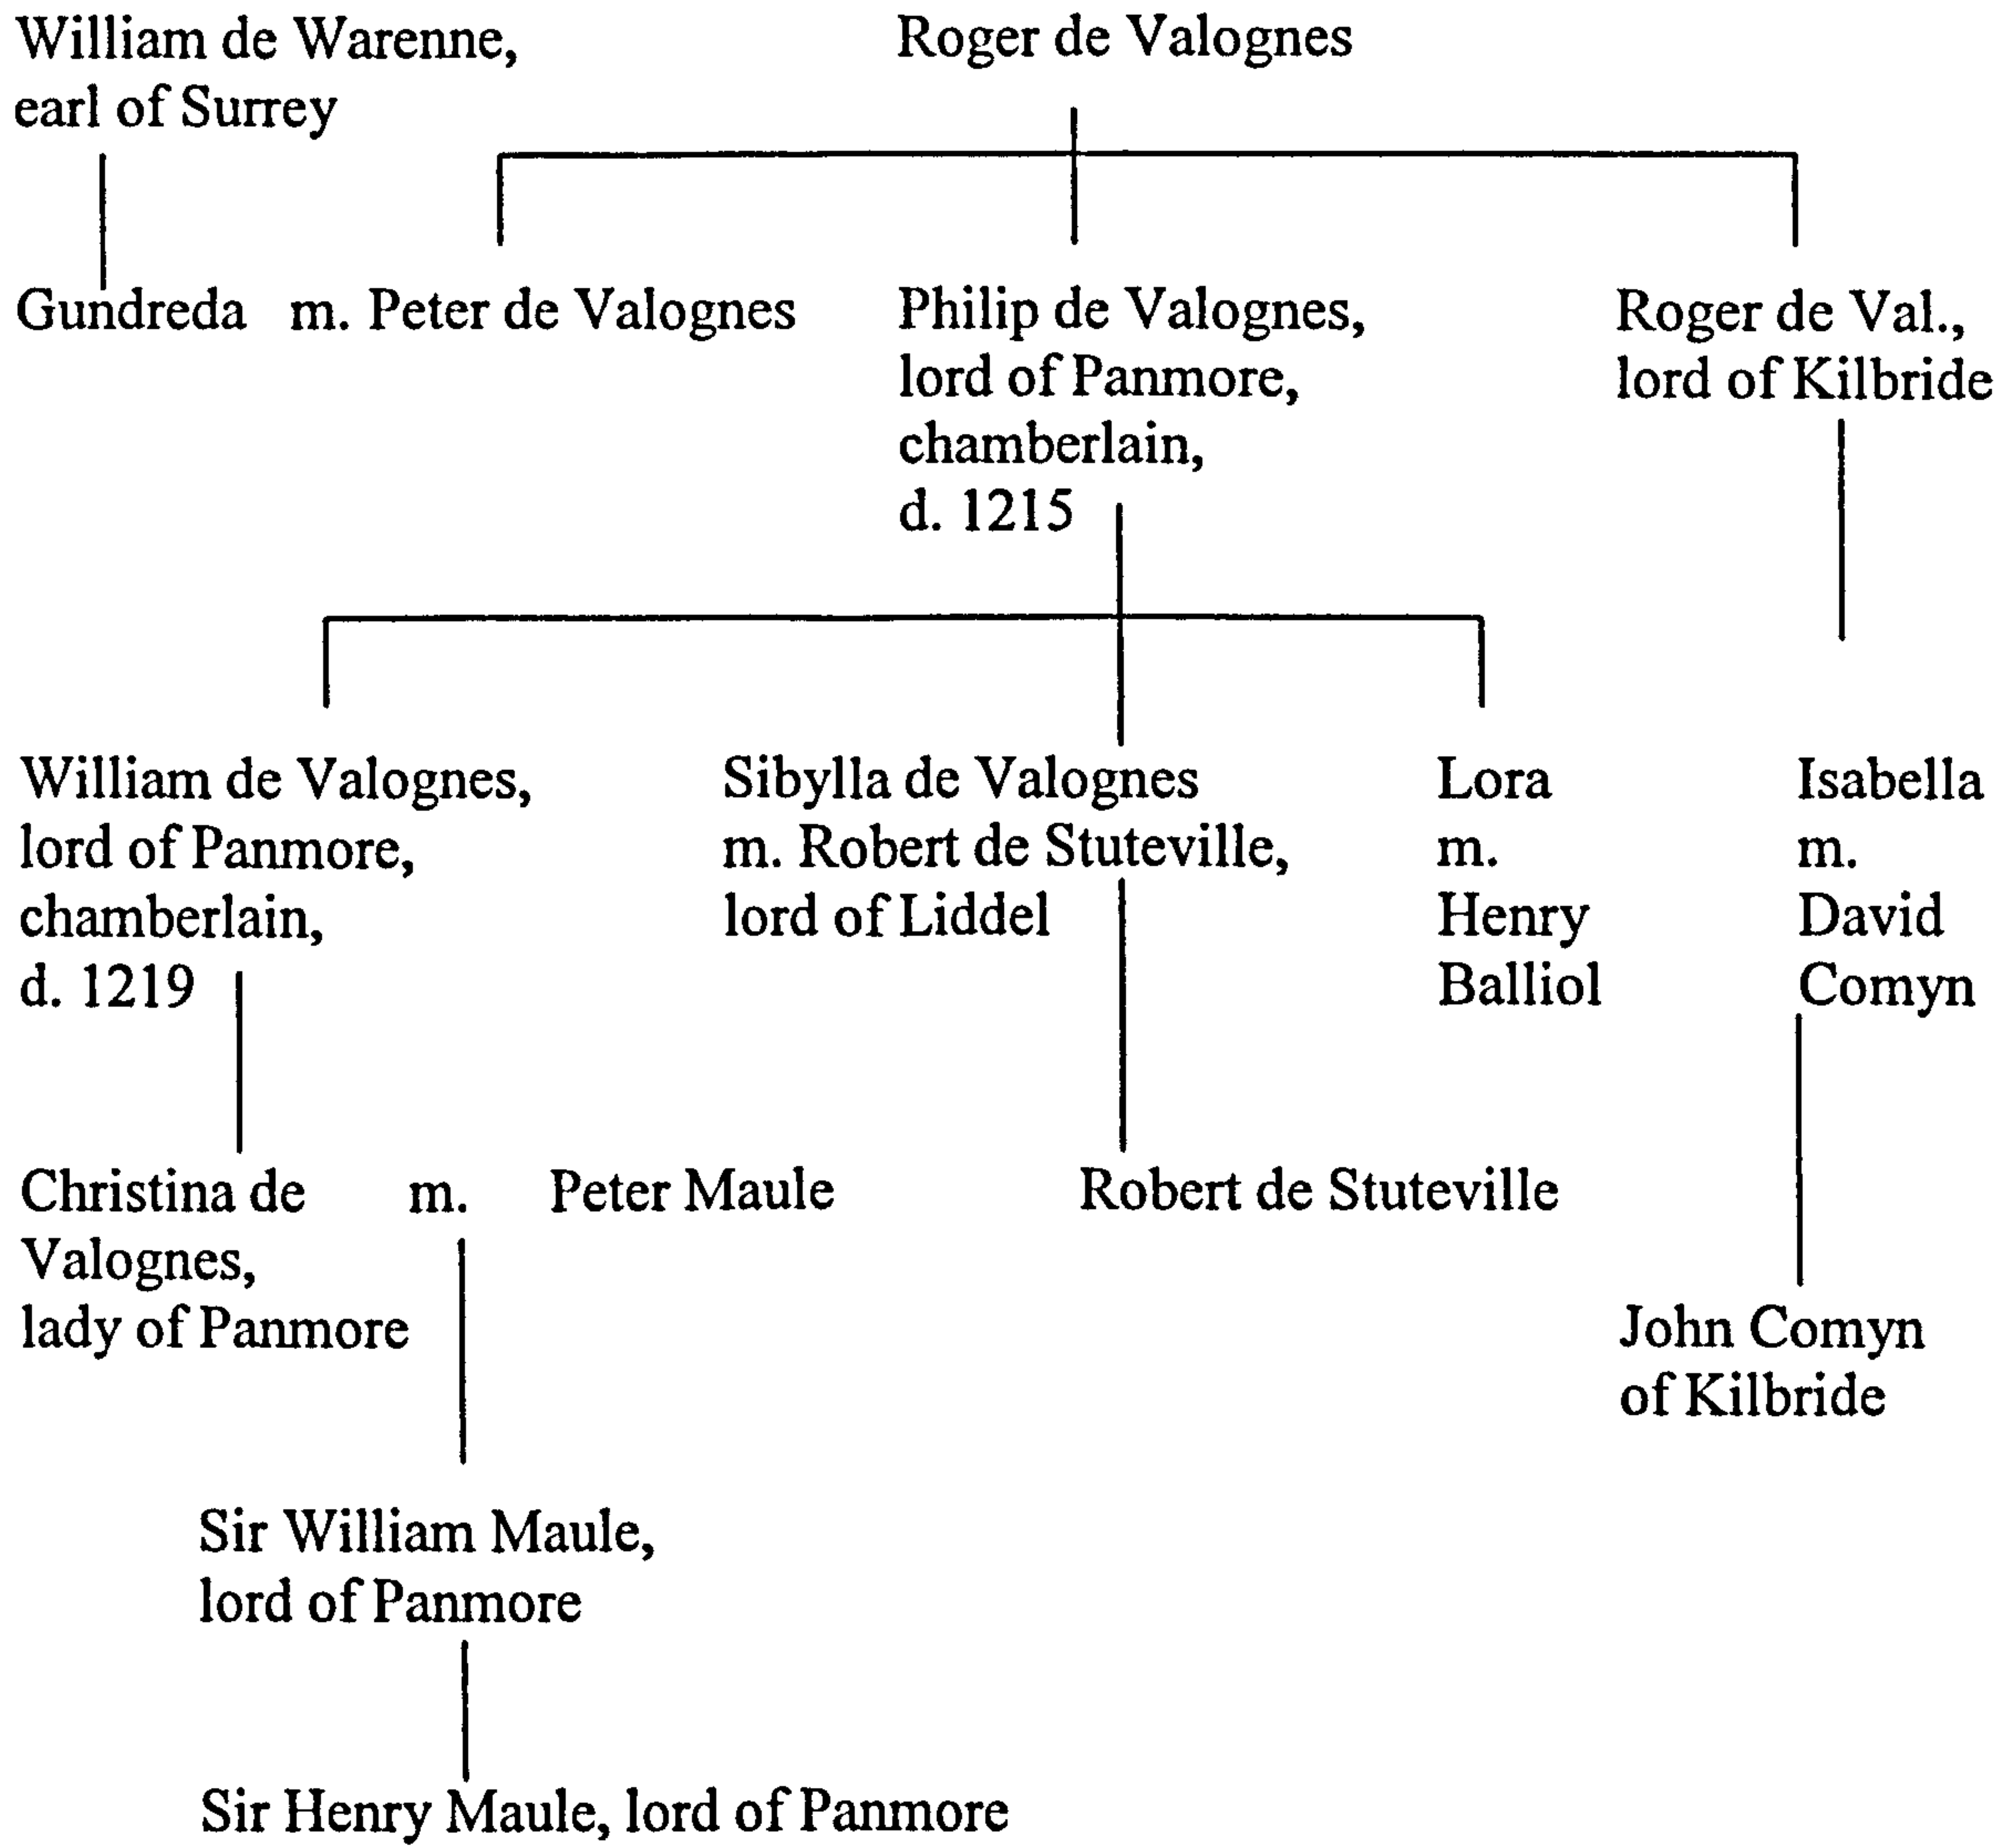 William de Warenne,
earl of Surrey
Roger de Valognes
Gundreda m. Peter de Valognes
Philip de Valognes,
lord of Panmore,
chamberlain,
d. 1215
Roger de Val.,
lord of Kilbride
William de Valognes,
lord of Panmore,
chamberlain,
d. 1219
Sibylla de Valognes
m. Robert de Stuteville,
lord of Liddel
Lora
m.
Henry
Balliol
Isabella
m.
David
Comyn
Christina de
Valognes,
lady of Panmore
m.
Peter Maule
Robert de Stuteville
John Comyn
of Kilbride
Sir William Maule,
lord of Panmore
Sir Henry Maule, lord of Panmore